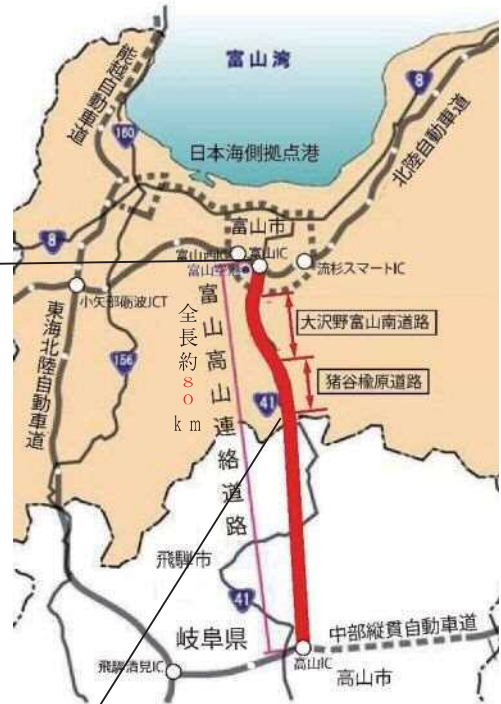 能越自動車道
富山湾
8
160
日本海側拠点港
北陸自動車道
8
富山市
富山西IC
富山IC
富山空港
流杉スマートIC
小矢部砺波JCT
東海北陸自動車道
156
全長約80km
富山高山連絡道路
大沢野富山南道路
猪谷楡原道路
41
飛騨市
41
岐阜県
中部縦貫自動車道
飛騨清見IC
高山IC
高山市